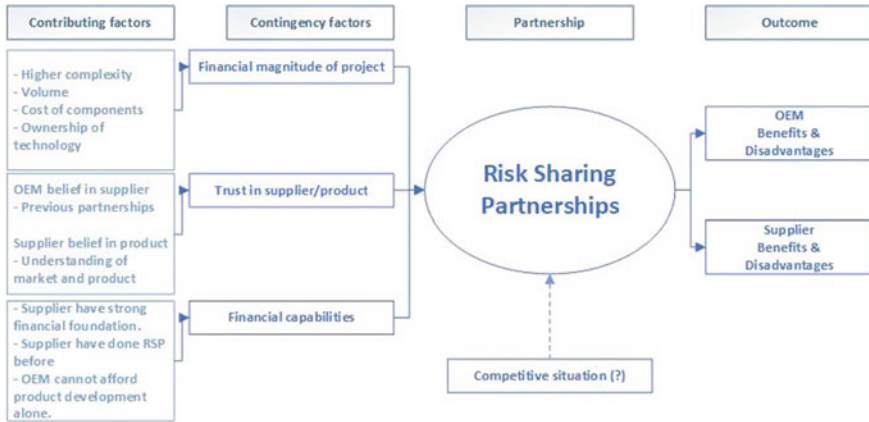 Contributing factors
Contingency factors
Partnership
Outcome
- Higher complexity
- Volume
- Cost of components
- Ownership of
technology
Financial magnitude of project
OEM belief in supplier
- Previous partnerships
Supplier belief in product
- Understanding of
market and product
Trust in supplier/product
- Supplier have strong
financial foundation.
- Supplier have done RSP
before
- OEM cannot afford
product development
alone.
Financial capabilities
Risk Sharing
Partnerships
Competitive situation (?)
OEM
Benefits &
Disadvantages
Supplier
Benefits &
Disadvantages